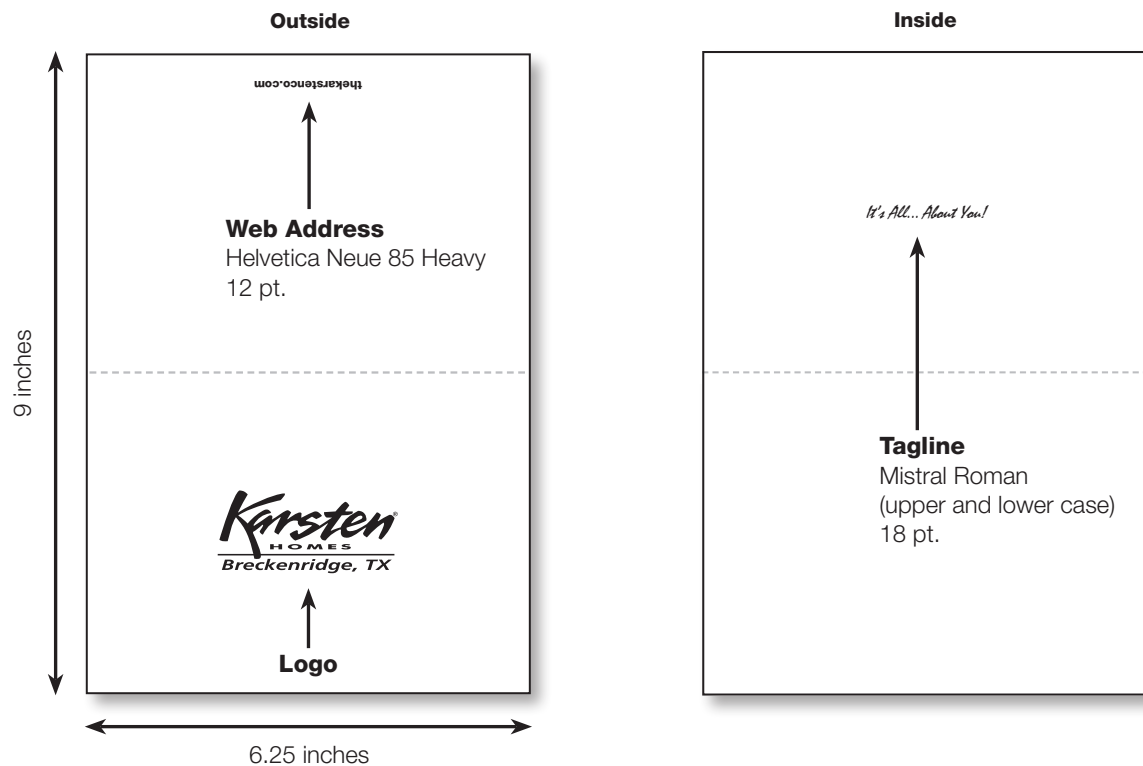 Outside
thekarstenco.com
Web Address
Helvetica Neue 85 Heavy
12 pt.
9 inches
Karsten®
HOMES
Breckenridge, TX
Logo
6.25 inches
Inside
It's All... About You!
Tagline
Mistral Roman
(upper and lower case)
18 pt.